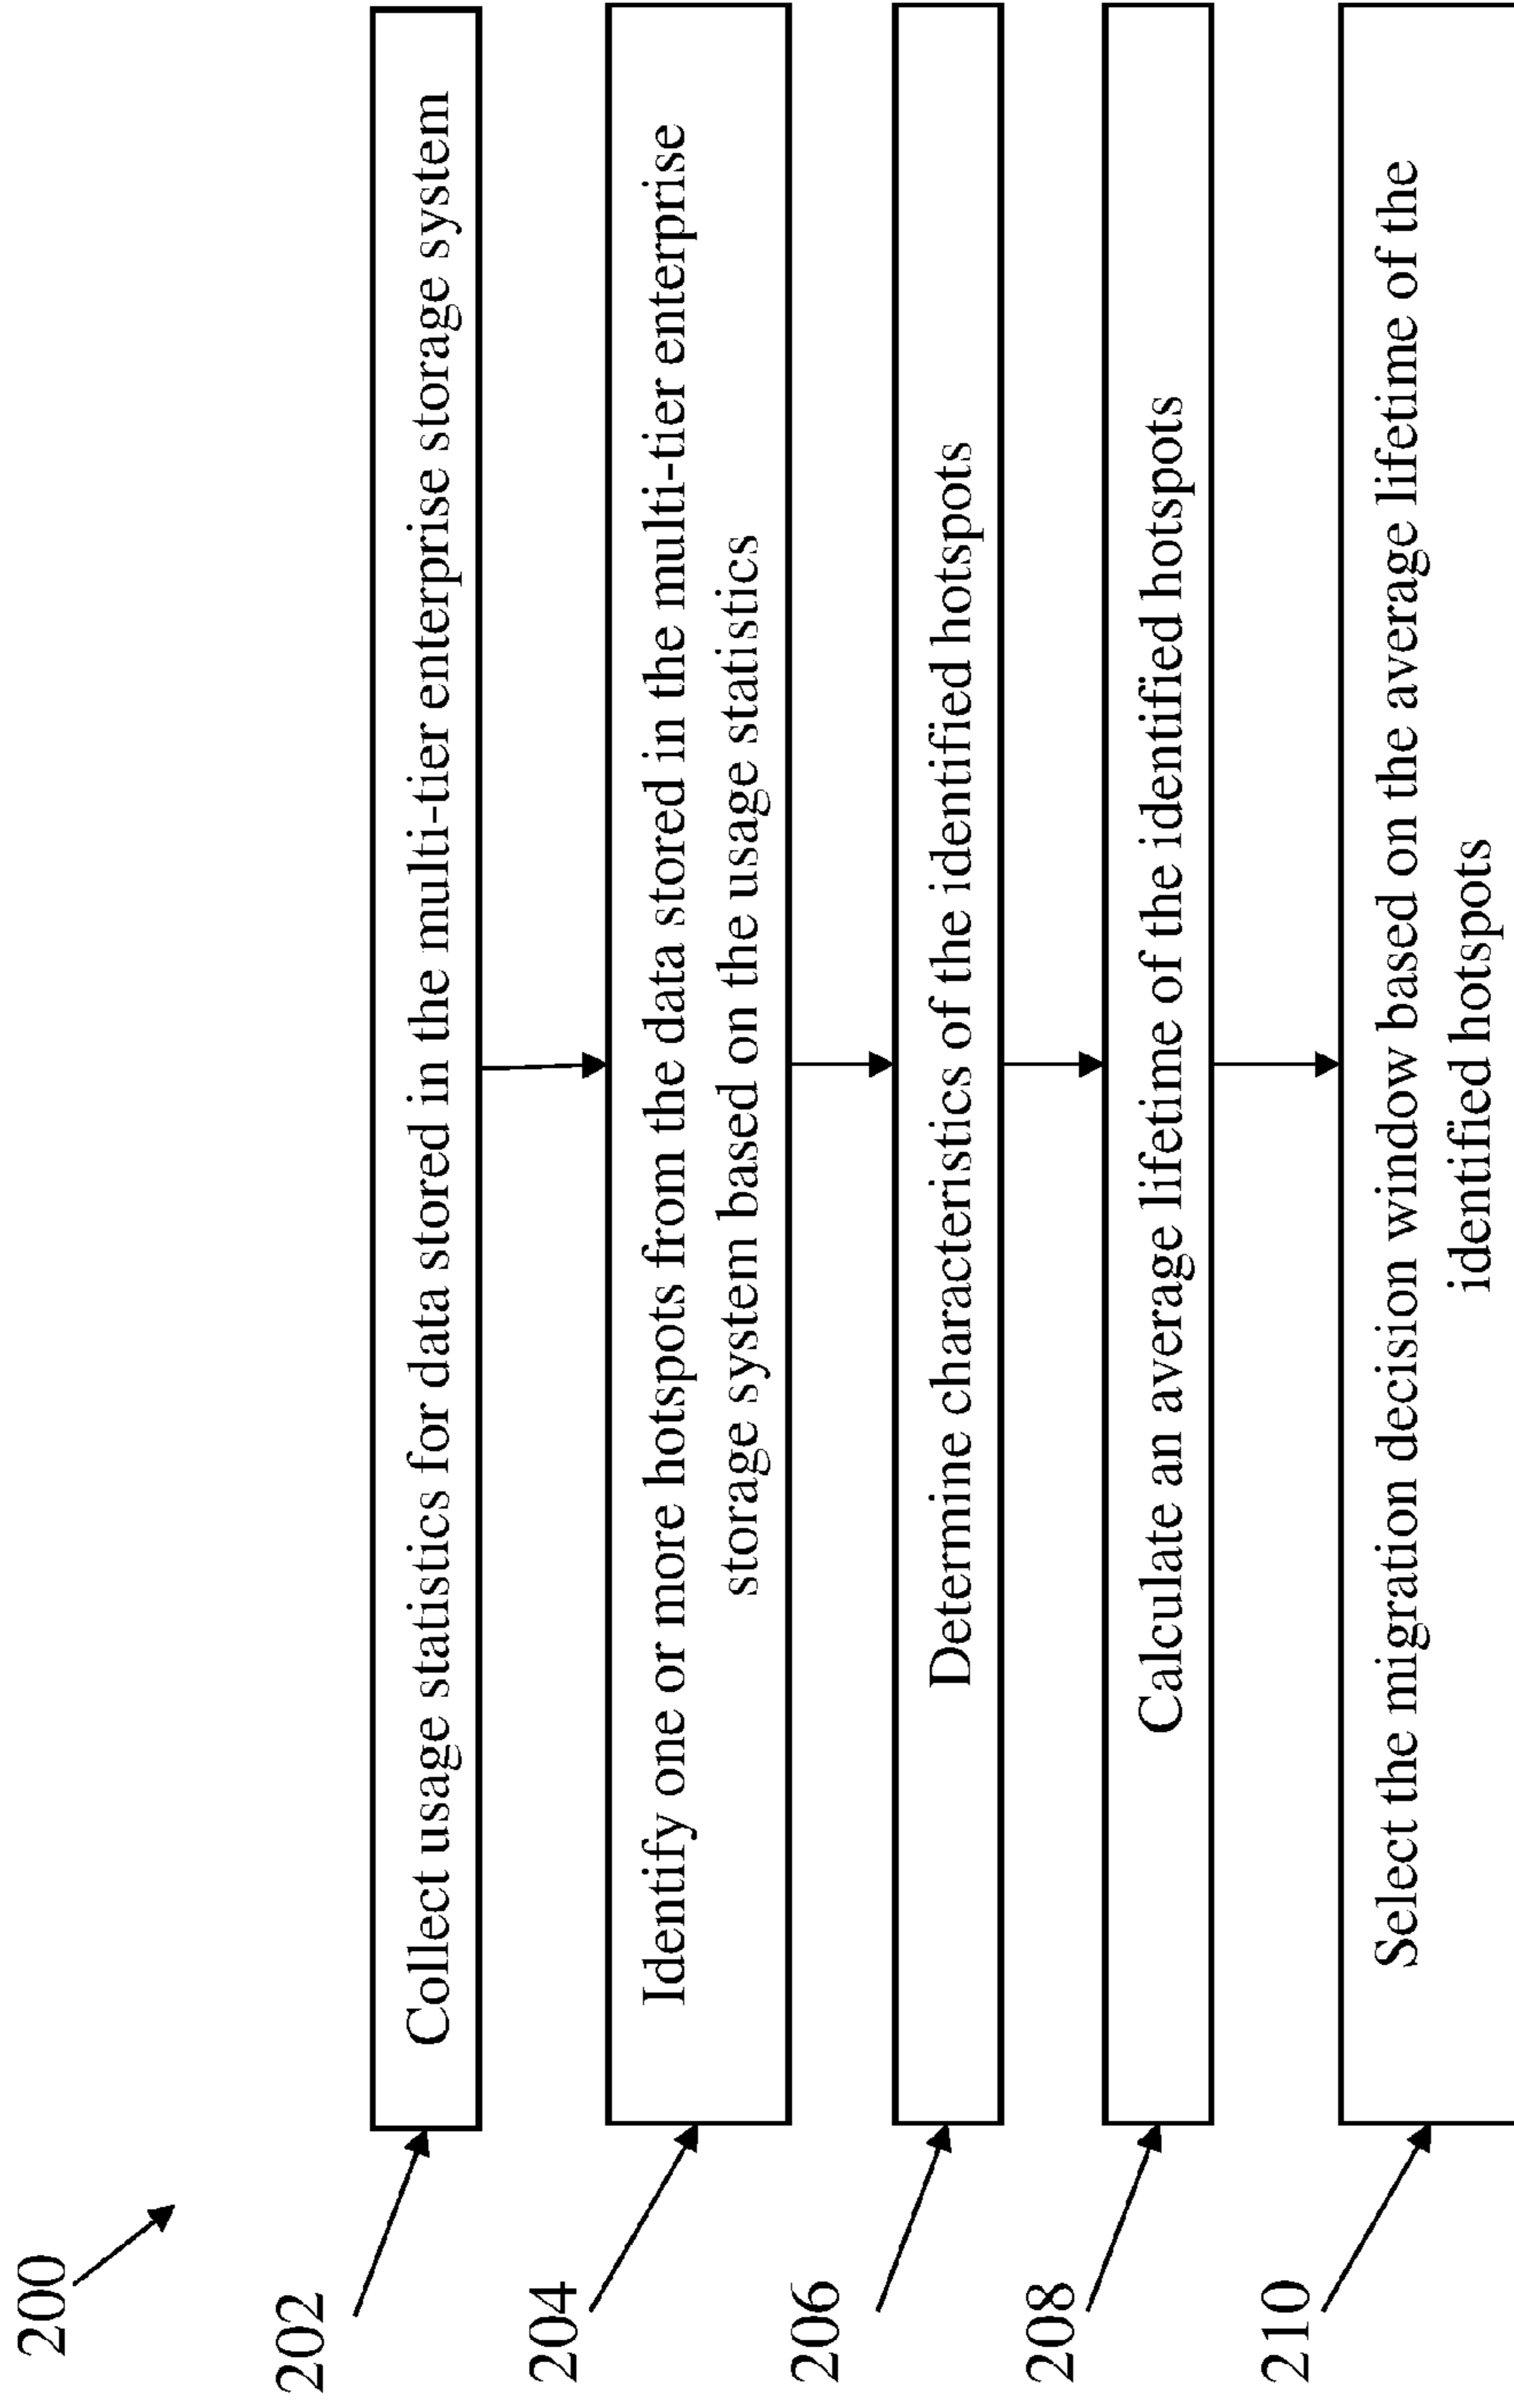 200
202
Collect usage statistics for data stored in the multi-tier enterprise storage system
204
Identify one or more hotspots from the data stored in the multi-tier enterprise
storage system based on the usage statistics
206
Determine characteristics of the identified hotspots
208
Calculate an average lifetime of the identified hotspots
210
Select the migration decision window based on the average lifetime of the
identified hotspots